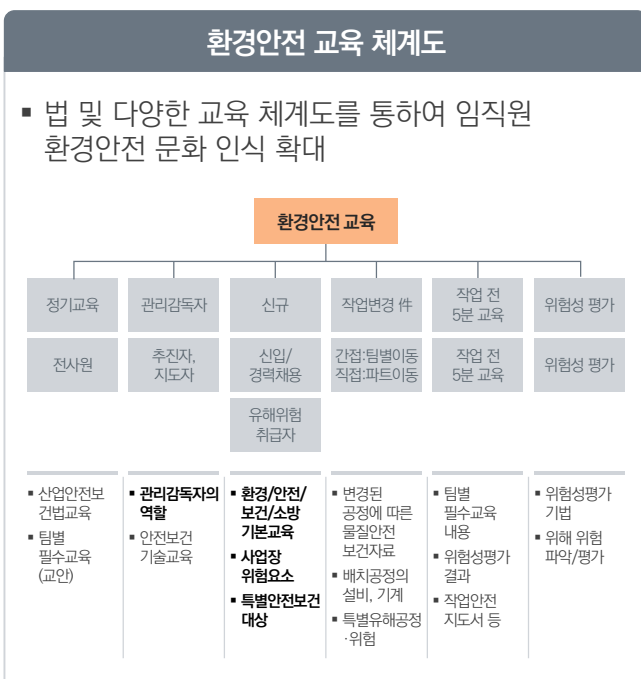 환경안전 교육 체계도
▪ 법 및 다양한 교육 체계도를 통하여 임직원
환경안전 문화 인식 확대
환경안전 교육
정기교육
관리감독자
신규
작업변경 件
작업 전
5분 교육
위험성 평가
전사원
추진자,
지도자
신입/
경력채용
간접:팀별이동
직접:파트이동
작업 전
5분 교육
위험성 평가
유해위험
취급자
▪ 산업안전보
건법교육
▪ 팀별
필수교육
(교안)
▪ 관리감독자의
역할
▪ 안전보건
기술교육
▪ 환경/안전/
보건/소방
기본교육
▪ 사업장
위험요소
▪ 특별안전보건
대상
▪ 변경된
공정에 따른
물질안전
보건자료
▪ 배치공정의
설비, 기계
▪ 특별유해공정
·위험
▪ 팀별
필수교육
내용
▪ 위험성평가
결과
▪ 작업안전
지도서 등
▪ 위험성평가
기법
▪ 위해 위험
파악/평가